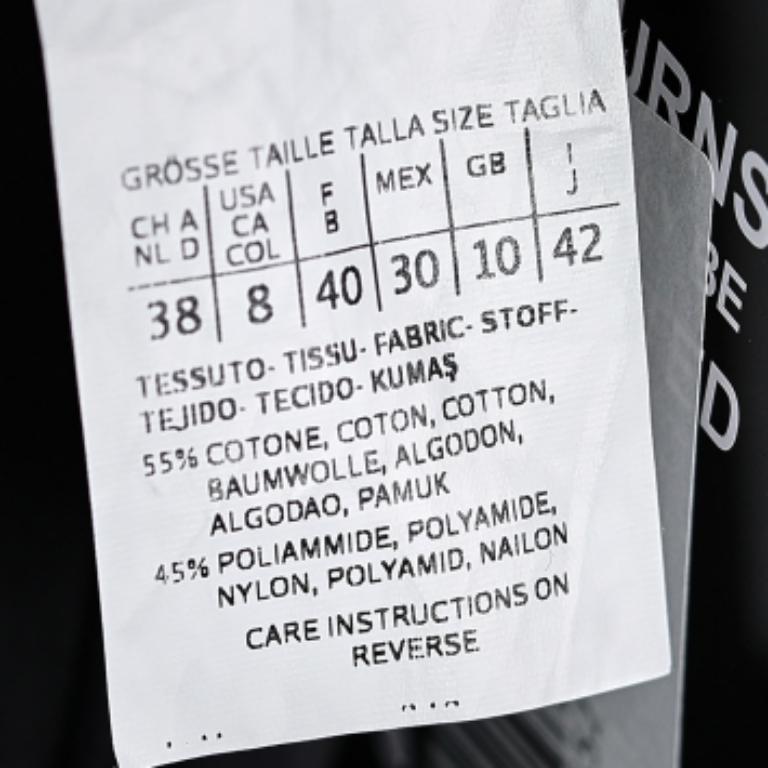 GRÖSSE TAILLE TALLA SIZE TAGLIA
CH A NL D | USA CA COL | F B | MEX | GB | I J
38 | 8 | 40 | 30 | 10 | 42
TESSUTO- TISSU- FABRIC- STOFF-
TEJIDO- TECIDO- KUMAŞ
55% COTONE, COTON, COTTON,
BAUMWOLLE, ALGODON,
ALGODAO, PAMUK
45% POLIAMMIDE, POLYAMIDE,
NYLON, POLYAMID, NAILON
CARE INSTRUCTIONS ON
REVERSE